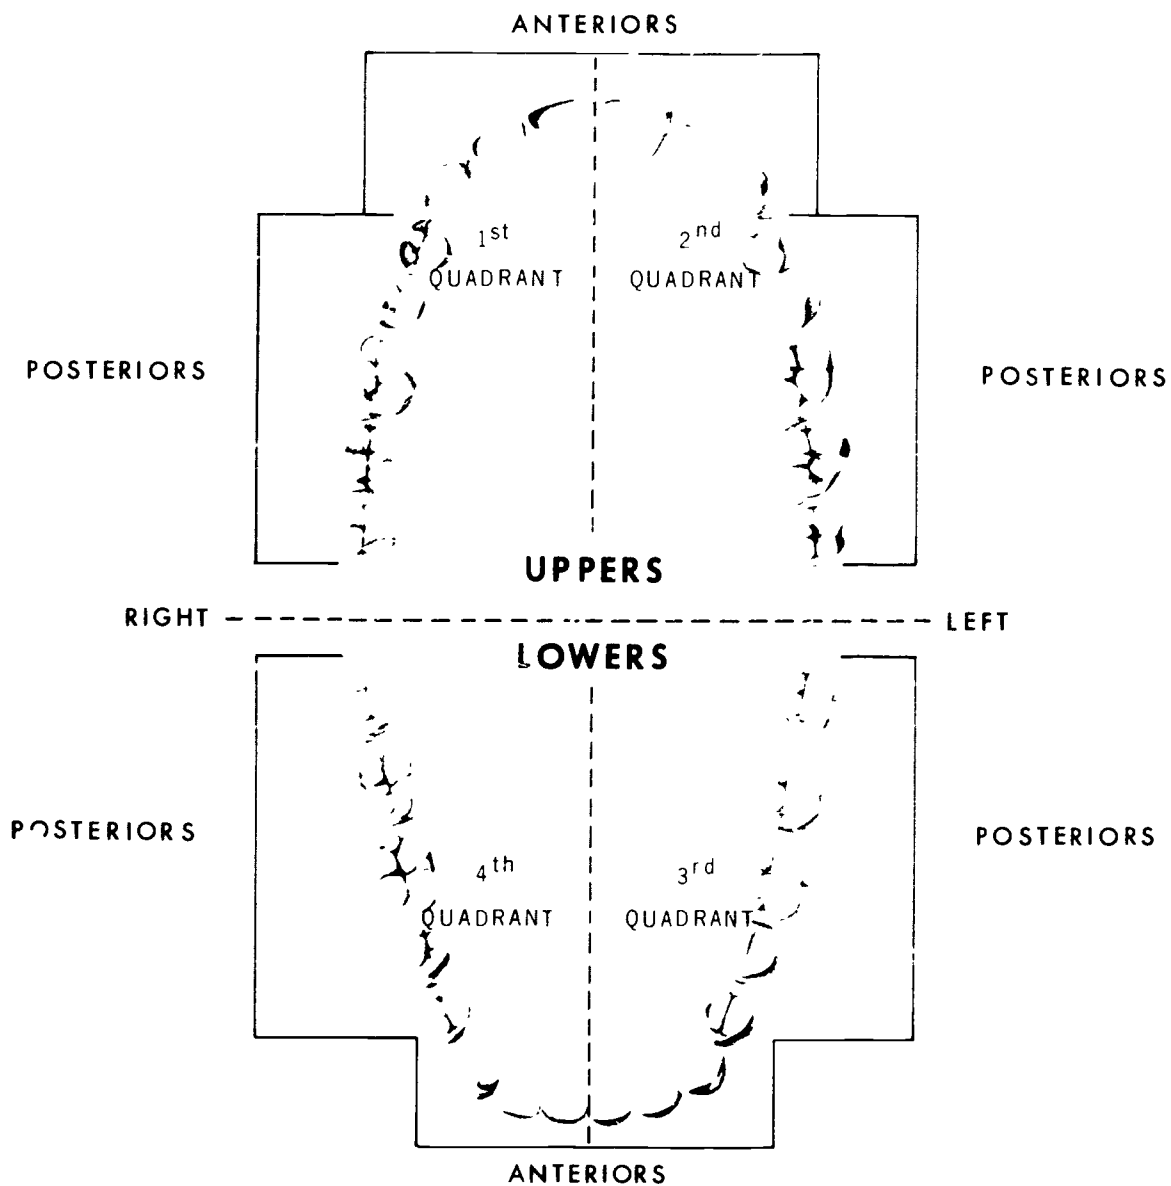 ANTERIORS
1st 2nd
QUADRANT QUADRANT
POSTERIORS POSTERIORS
UPPERS
RIGHT LEFT
LOWERS
POSTERIORS POSTERIORS
4th 3rd
QUADRANT QUADRANT
ANTERIORS